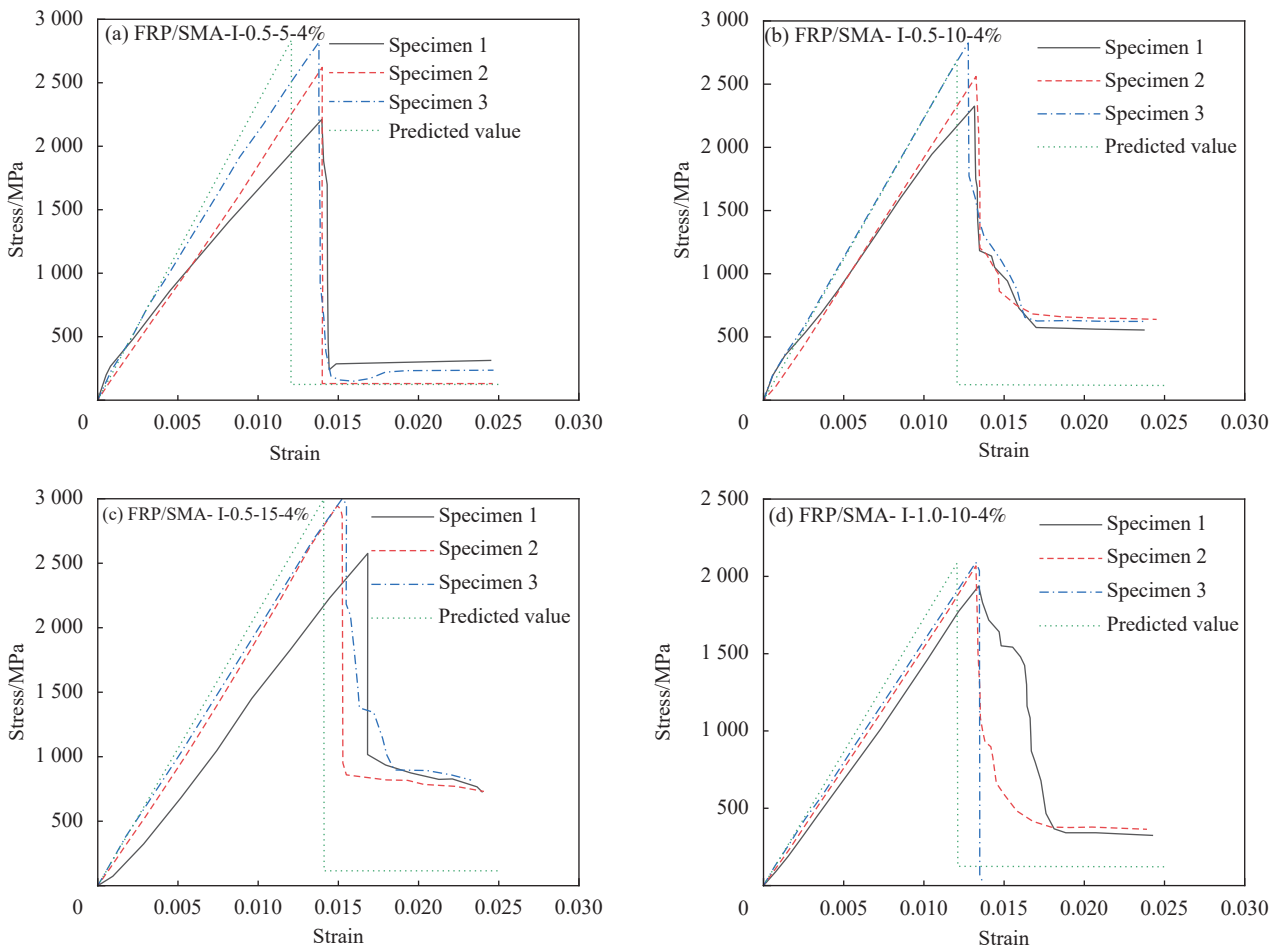 3 000
2 500
2 000
1 500
1 000
500
0
0.005
0.010
0.015
0.020
0.025
0.030
Stress/MPa
Strain
(a) FRP/SMA-I-0.5-5-4%
Specimen 1
Specimen 2
Specimen 3
Predicted value
3 000
2 500
2 000
1 500
1 000
500
0
0.005
0.010
0.015
0.020
0.025
0.030
Stress/MPa
Strain
(b) FRP/SMA- I-0.5-10-4%
Specimen 1
Specimen 2
Specimen 3
Predicted value
3 000
2 500
2 000
1 500
1 000
500
0
0.005
0.010
0.015
0.020
0.025
0.030
Stress/MPa
Strain
(c) FRP/SMA- I-0.5-15-4%
Specimen 1
Specimen 2
Specimen 3
Predicted value
2 500
2 000
1 500
1 000
500
0
0.005
0.010
0.015
0.020
0.025
0.030
Stress/MPa
Strain
(d) FRP/SMA- I-1.0-10-4%
Specimen 1
Specimen 2
Specimen 3
Predicted value